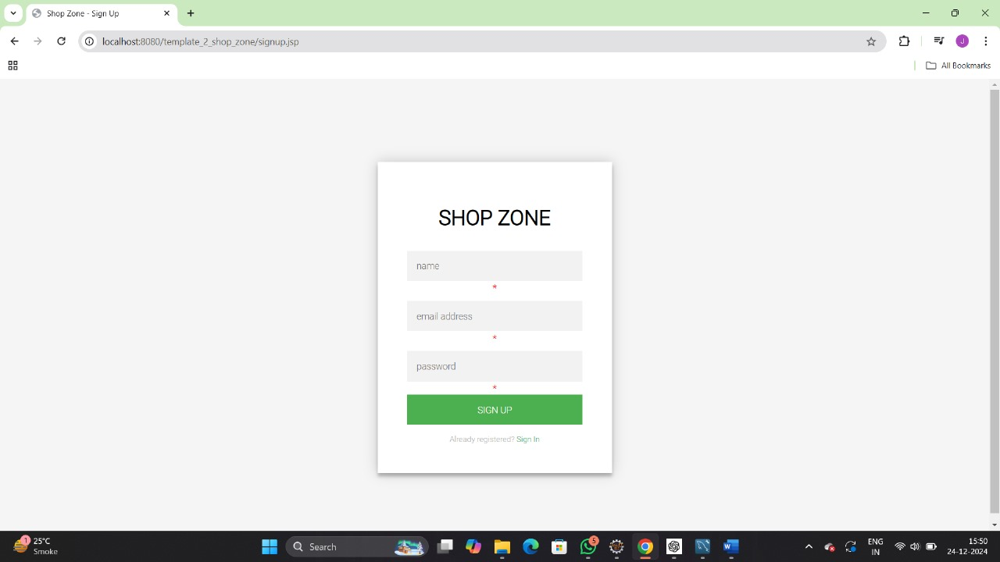 Shop Zone - Sign Up
localhost:8080/template_2_shop_zone/signup.jsp
J
All Bookmarks
SHOP ZONE
name
*
email address
*
password
*
SIGN UP
Already registered? Sign In
1
25°C
Smoke
Search
5
ENG
IN
15:50
24-12-2024